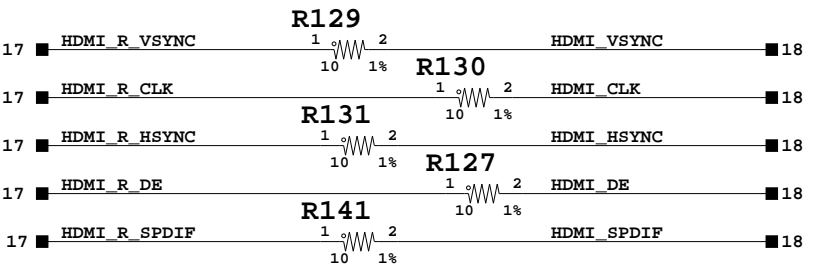 R129
17 HDMI_R_VSYNC 1 2 HDMI_VSYNC 18
10 1%
R130
17 HDMI_R_CLK 1 2 HDMI_CLK 18
10 1%
R131
17 HDMI_R_HSYNC 1 2 HDMI_HSYNC 18
10 1%
R127
17 HDMI_R_DE 1 2 HDMI_DE 18
10 1%
R141
17 HDMI_R_SPDIF 1 2 HDMI_SPDIF 18
10 1%